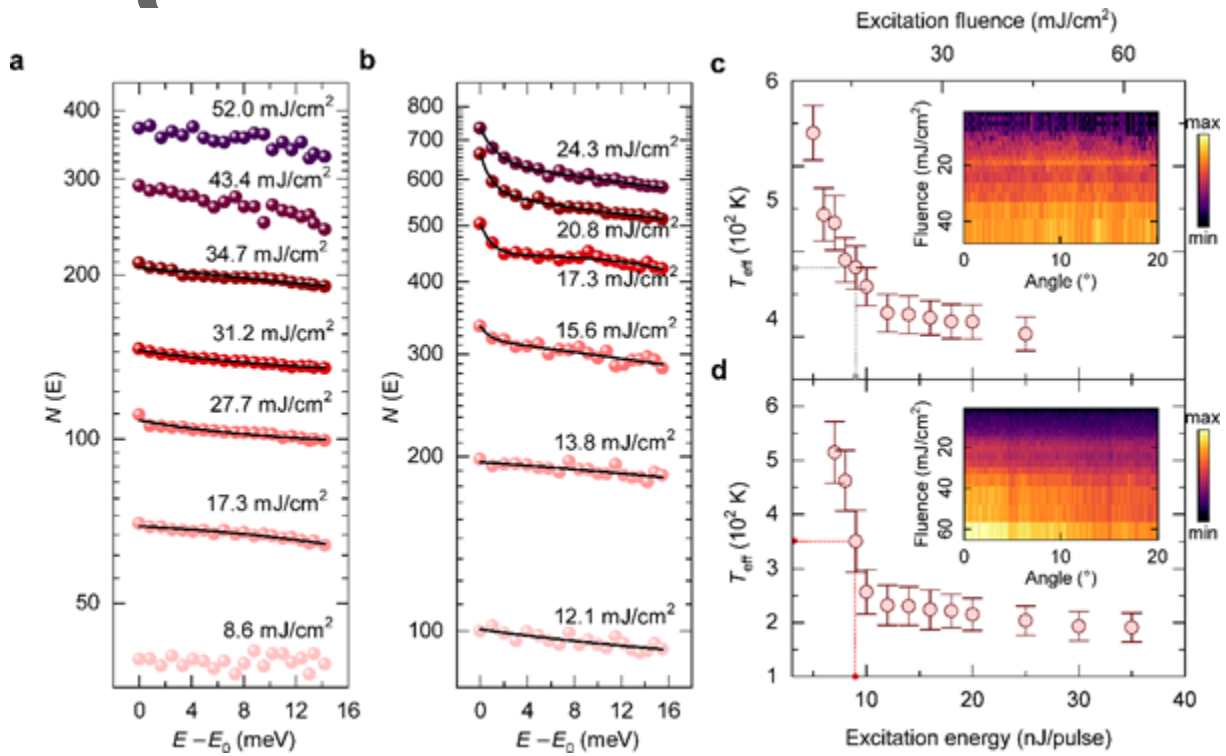 a
400
300
200
100
50
N (E)
52.0 mJ/cm²
43.4 mJ/cm²
34.7 mJ/cm²
31.2 mJ/cm²
27.7 mJ/cm²
17.3 mJ/cm²
8.6 mJ/cm²
0 4 8 12 16
E – E₀ (meV)
b
800
700
600
500
400
300
200
100
N (E)
24.3 mJ/cm²
20.8 mJ/cm²
17.3 mJ/cm²
15.6 mJ/cm²
13.8 mJ/cm²
12.1 mJ/cm²
0 4 8 12 16
E – E₀ (meV)
Excitation fluence (mJ/cm²)
30 60
c
6
5
4
T_eff (10² K)
Fluence (mJ/cm²)
20
40
0 10 20
Angle (°)
max
min
d
6
5
4
3
2
1
T_eff (10² K)
Fluence (mJ/cm²)
20
40
60
0 10 20
Angle (°)
max
min
10 20 30 40
Excitation energy (nJ/pulse)